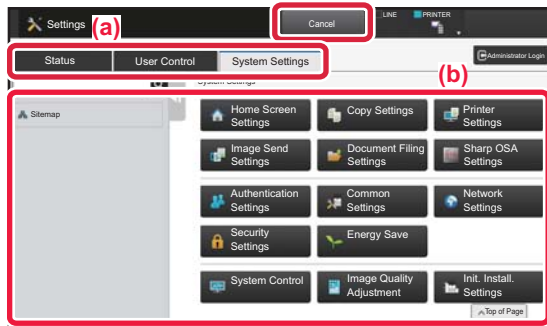 Settings
(a)
Cancel
LINE
PRINTER
Status
User Control
System Settings
Administrator Login
(b)
System Settings
Sitemap
Home Screen
Settings
Copy Settings
Printer
Settings
Image Send
Settings
Document Filing
Settings
Sharp OSA
Settings
Authentication
Settings
Common
Settings
Network
Settings
Security
Settings
Energy Save
System Control
Image Quality
Adjustment
Init. Install.
Settings
Top of Page